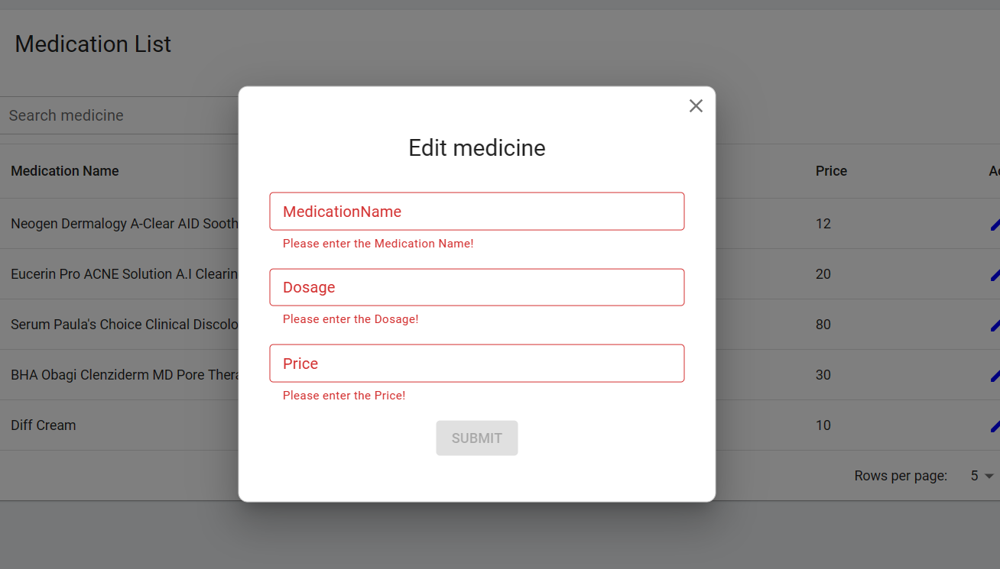 Medication List
Search medicine
Edit medicine
Medication Name
Price
MedicationName
Please enter the Medication Name!
Neogen Dermalogy A-Clear AID Sooth
12
Dosage
Please enter the Dosage!
Eucerin Pro ACNE Solution A.I Clearin
20
Serum Paula's Choice Clinical Discolo
80
Price
Please enter the Price!
BHA Obagi Clenziderm MD Pore Thera
30
Diff Cream
10
SUBMIT
Rows per page: 5